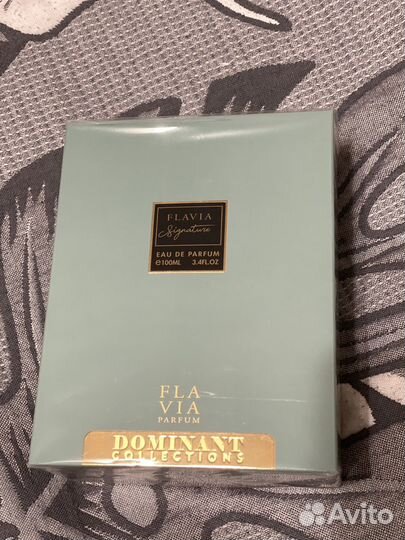 FLAVIA
Signature
EAU DE PARFUM
℮100ML 3.4FL.OZ
FLA
VIA
PARFUM
DOMINANT
COLLECTIONS
Avito